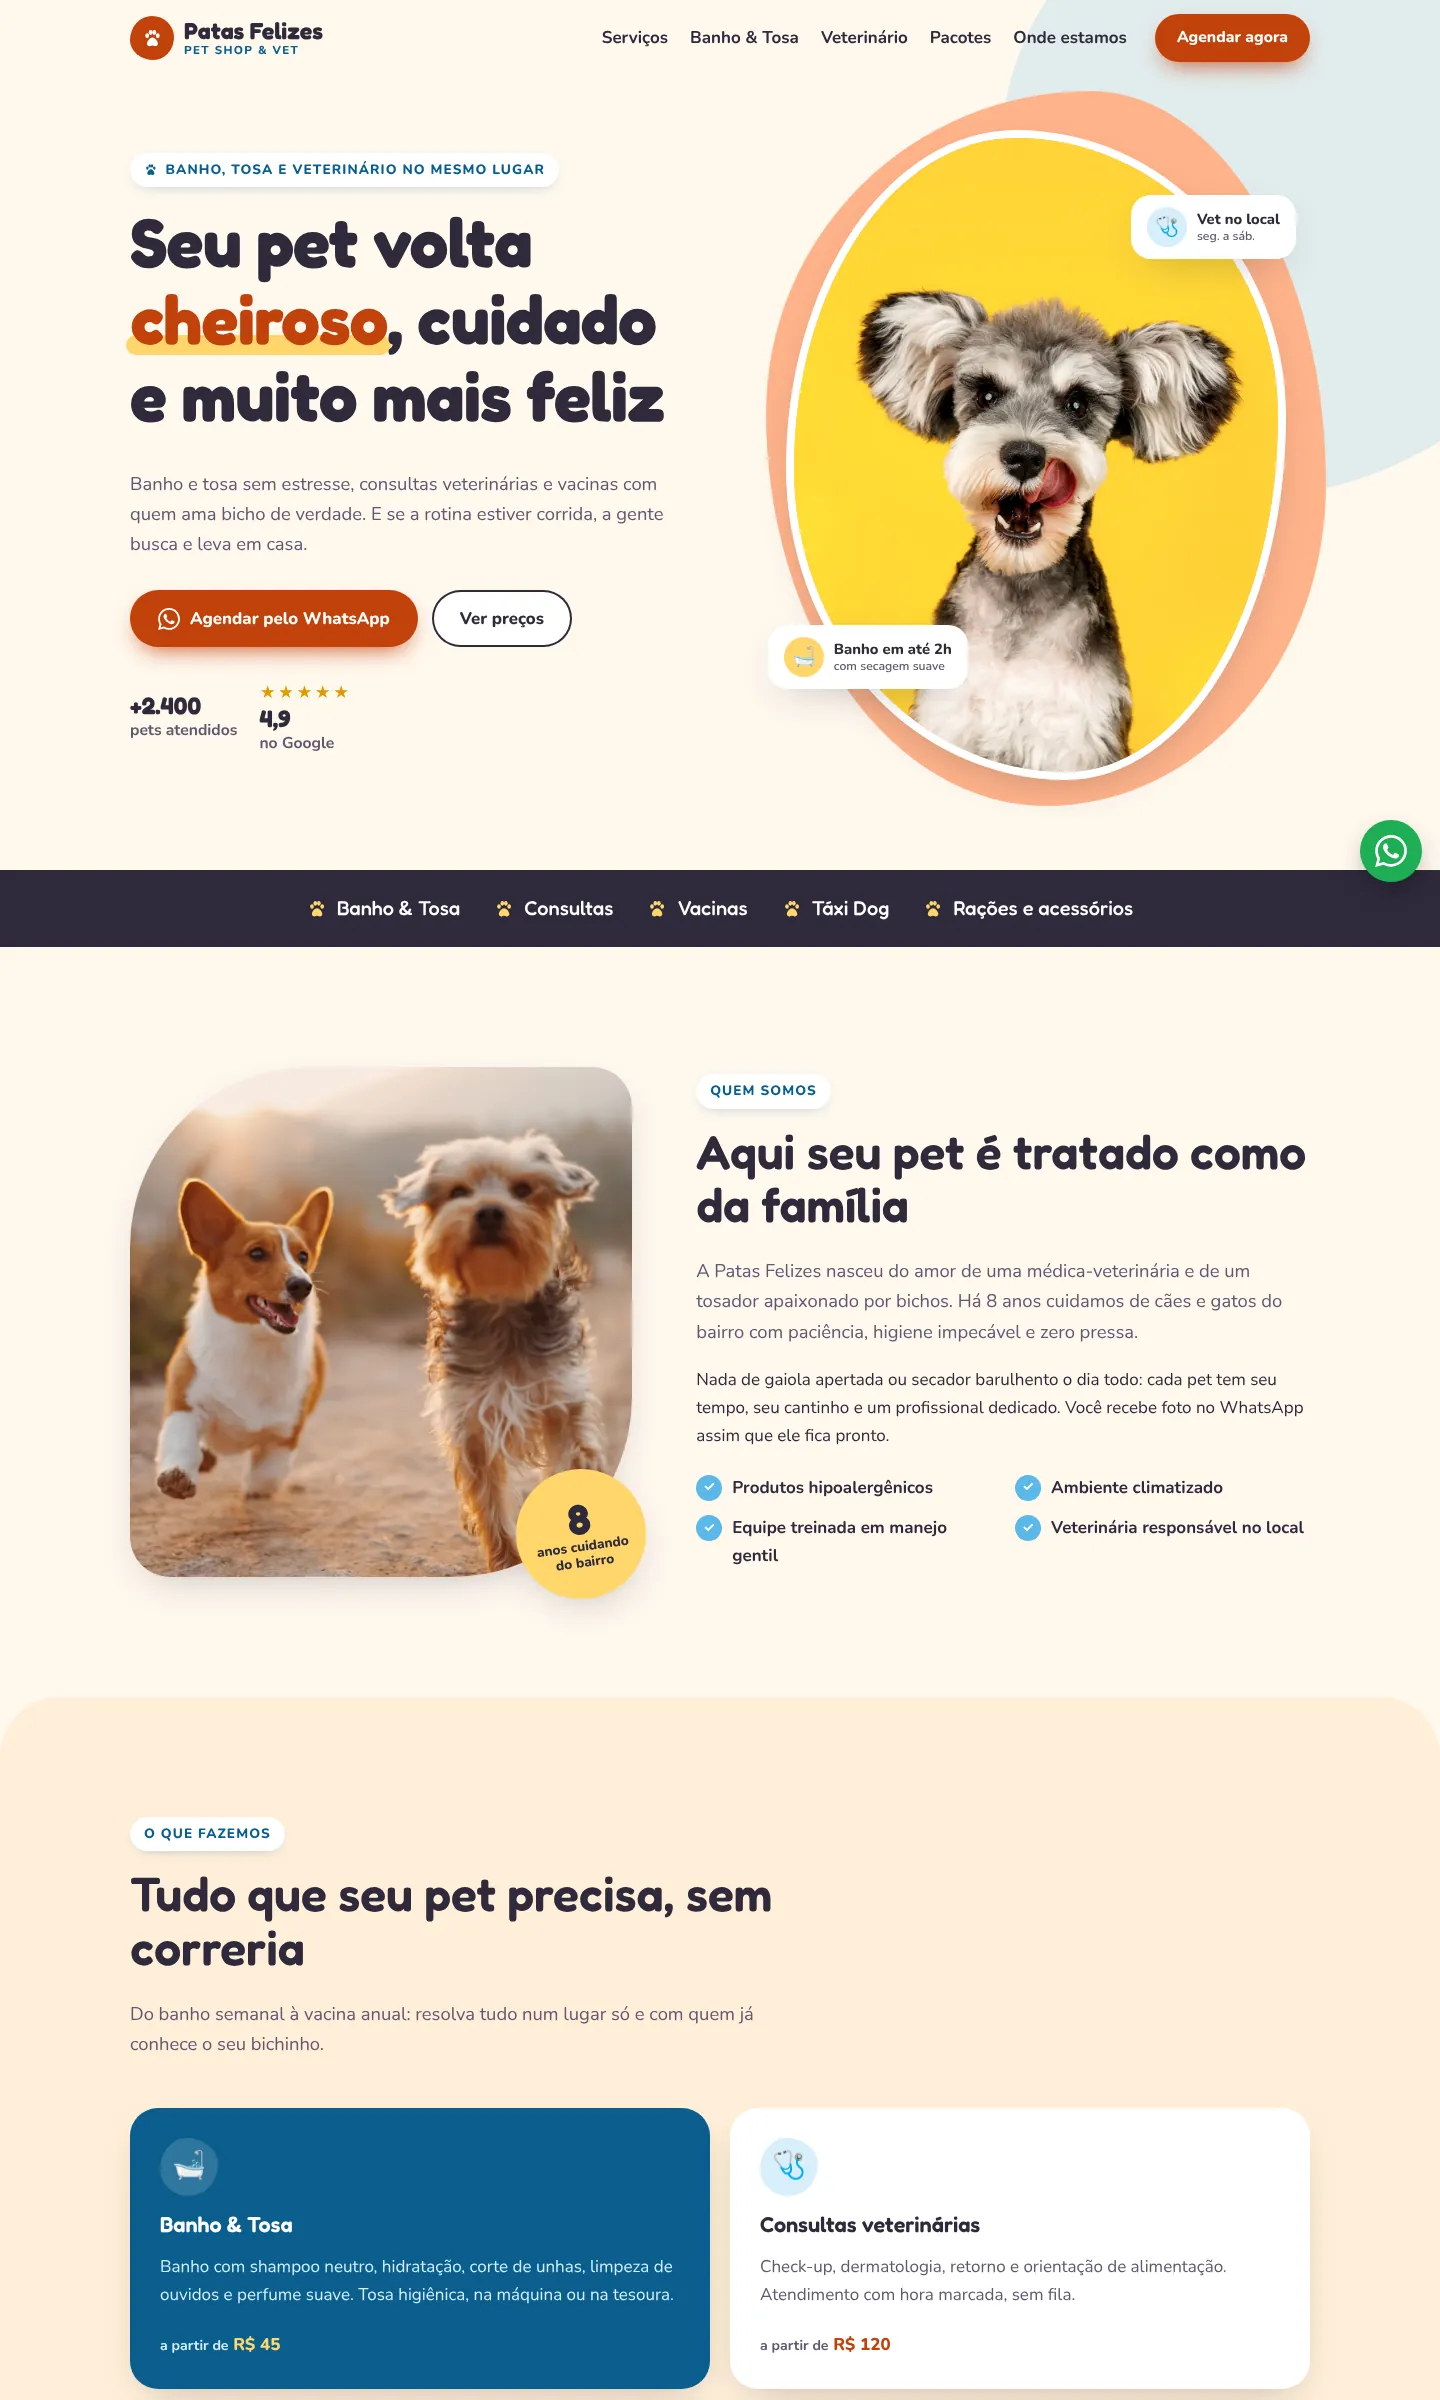 Patas Felizes
PET SHOP & VET
Serviços
Banho & Tosa
Veterinário
Pacotes
Onde estamos
Agendar agora
BANHO, TOSA E VETERINÁRIO NO MESMO LUGAR
Seu pet volta
cheiroso, cuidado
e muito mais feliz
Banho e tosa sem estresse, consultas veterinárias e vacinas com
quem ama bicho de verdade. E se a rotina estiver corrida, a gente
busca e leva em casa.
Agendar pelo WhatsApp
Ver preços
+2.400
pets atendidos
★★★★★
4,9
no Google
Vet no local
seg. a sáb.
Banho em até 2h
com secagem suave
Banho & Tosa
Consultas
Vacinas
Táxi Dog
Rações e acessórios
8
anos cuidando
do bairro
QUEM SOMOS
Aqui seu pet é tratado como
da família
A Patas Felizes nasceu do amor de uma médica-veterinária e de um
tosador apaixonado por bichos. Há 8 anos cuidamos de cães e gatos do
bairro com paciência, higiene impecável e zero pressa.
Nada de gaiola apertada ou secador barulhento o dia todo: cada pet tem seu
tempo, seu cantinho e um profissional dedicado. Você recebe foto no WhatsApp
assim que ele fica pronto.
Produtos hipoalergênicos
Ambiente climatizado
Equipe treinada em manejo
gentil
Veterinária responsável no local
O QUE FAZEMOS
Tudo que seu pet precisa, sem
correria
Do banho semanal à vacina anual: resolva tudo num lugar só e com quem já
conhece o seu bichinho.
Banho & Tosa
Banho com shampoo neutro, hidratação, corte de unhas, limpeza de
ouvidos e perfume suave. Tosa higiênica, na máquina ou na tesoura.
a partir de R$ 45
Consultas veterinárias
Check-up, dermatologia, retorno e orientação de alimentação.
Atendimento com hora marcada, sem fila.
a partir de R$ 120